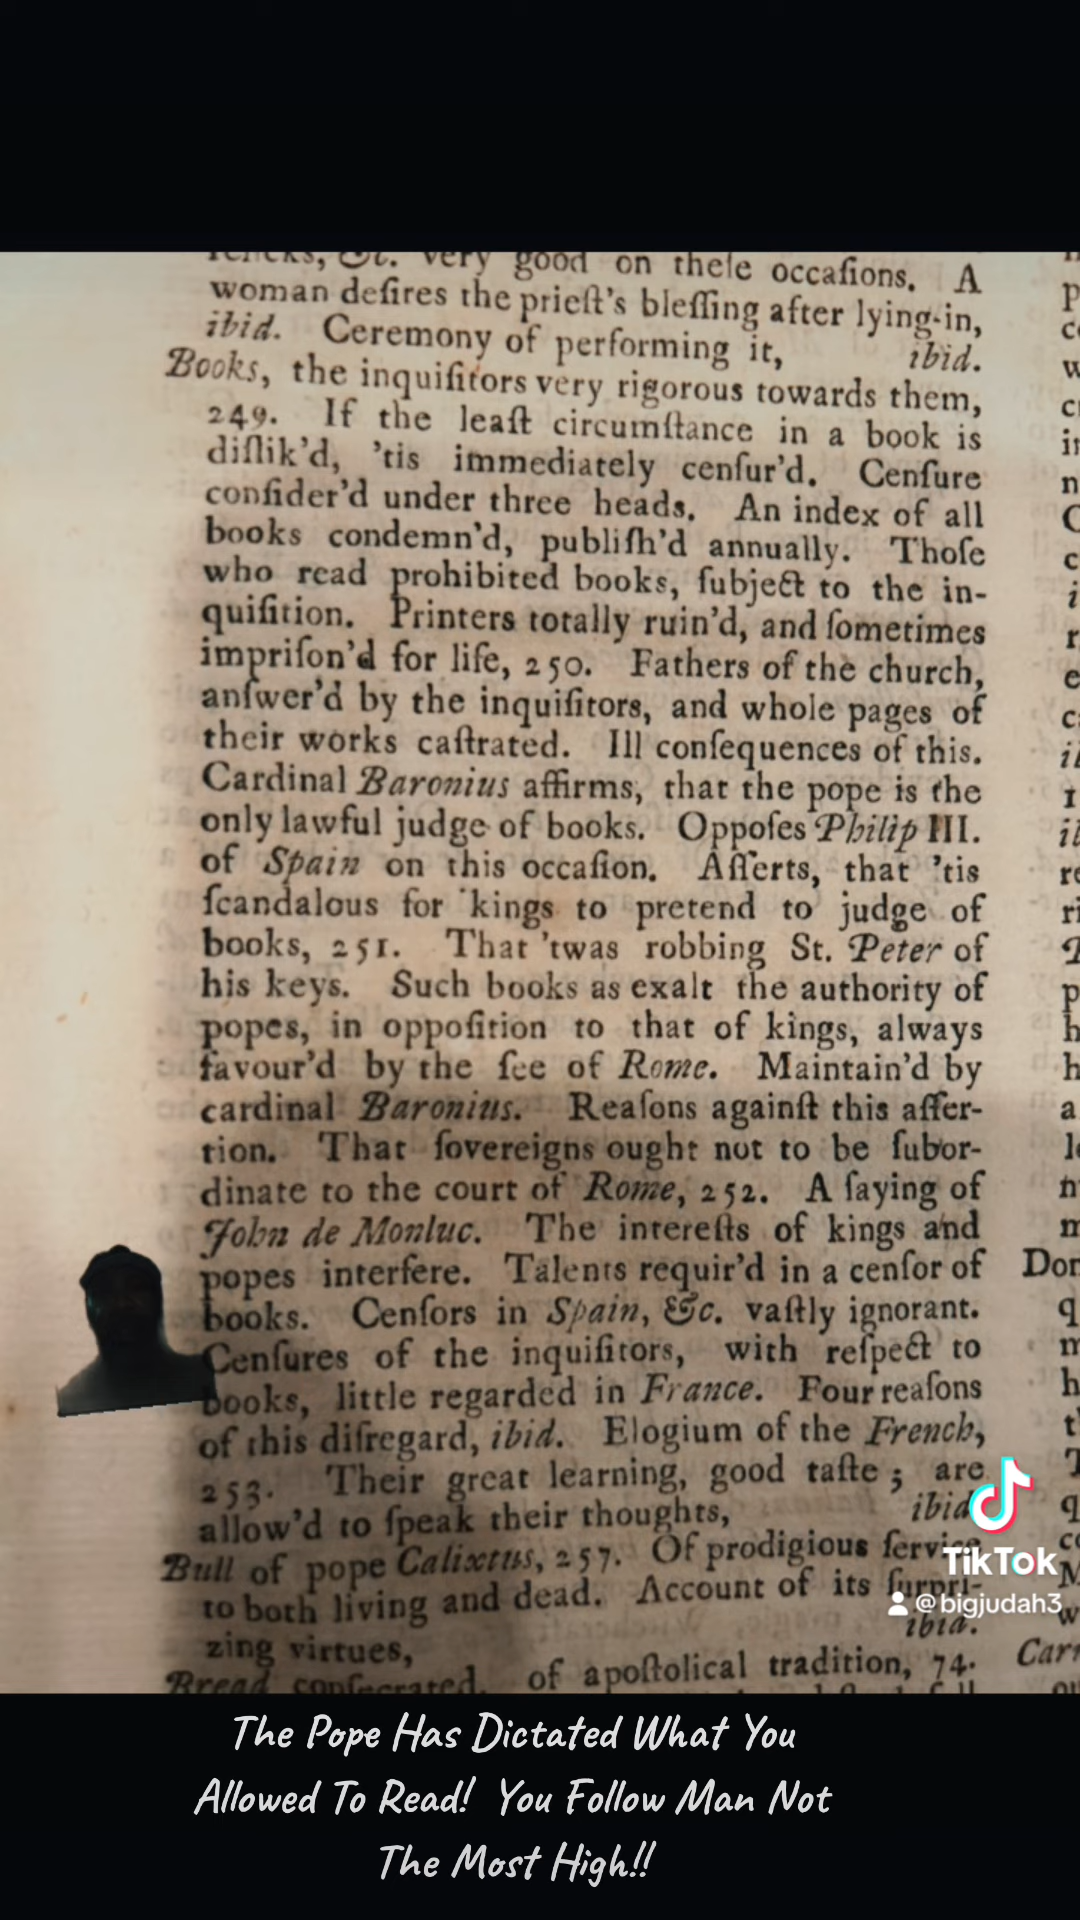 very good on theſe occaſions. A
woman deſires the prieſt's bleſſing after lying-in,
ibid. Ceremony of performing it, ibid.
Books, the inquiſitors very rigorous towards them,
249. If the leaſt circumſtance in a book is
diſlik'd, 'tis immediately cenſur'd. Cenſure
conſider'd under three heads. An index of all
books condemn'd, publiſh'd annually. Thoſe
who read prohibited books, ſubject to the in-
quiſition. Printers totally ruin'd, and ſometimes
impriſon'd for life, 250. Fathers of the church,
anſwer'd by the inquiſitors, and whole pages of
their works caſtrated. Ill conſequences of this.
Cardinal Baronius affirms, that the pope is the
only lawful judge of books. Oppoſes Philip III.
of Spain on this occaſion. Aſſerts, that 'tis
ſcandalous for kings to pretend to judge of
books, 251. That 'twas robbing St. Peter of
his keys. Such books as exalt the authority of
popes, in oppoſition to that of kings, always
favour'd by the ſee of Rome. Maintain'd by
cardinal Baronius. Reaſons againſt this aſſer-
tion. That ſovereigns ought not to be ſubor-
dinate to the court of Rome, 252. A ſaying of
John de Monluc. The intereſts of kings and
popes interfere. Talents requir'd in a cenſor of
books. Cenſors in Spain, &c. vaſtly ignorant.
Cenſures of the inquiſitors, with reſpect to
books, little regarded in France. Four reaſons
of this diſregard, ibid. Elogium of the French,
253. Their great learning, good taſte; are
allow'd to ſpeak their thoughts, ibid
Bull of pope Calixtus, 257. Of prodigious ſervice
to both living and dead. Account of its ſurpri-
zing virtues, ibid.
Bread conſecrated, of apoſtolical tradition, 74.
TikTok
@bigjudah3
The Pope Has Dictated What You
Allowed To Read! You Follow Man Not
The Most High!!